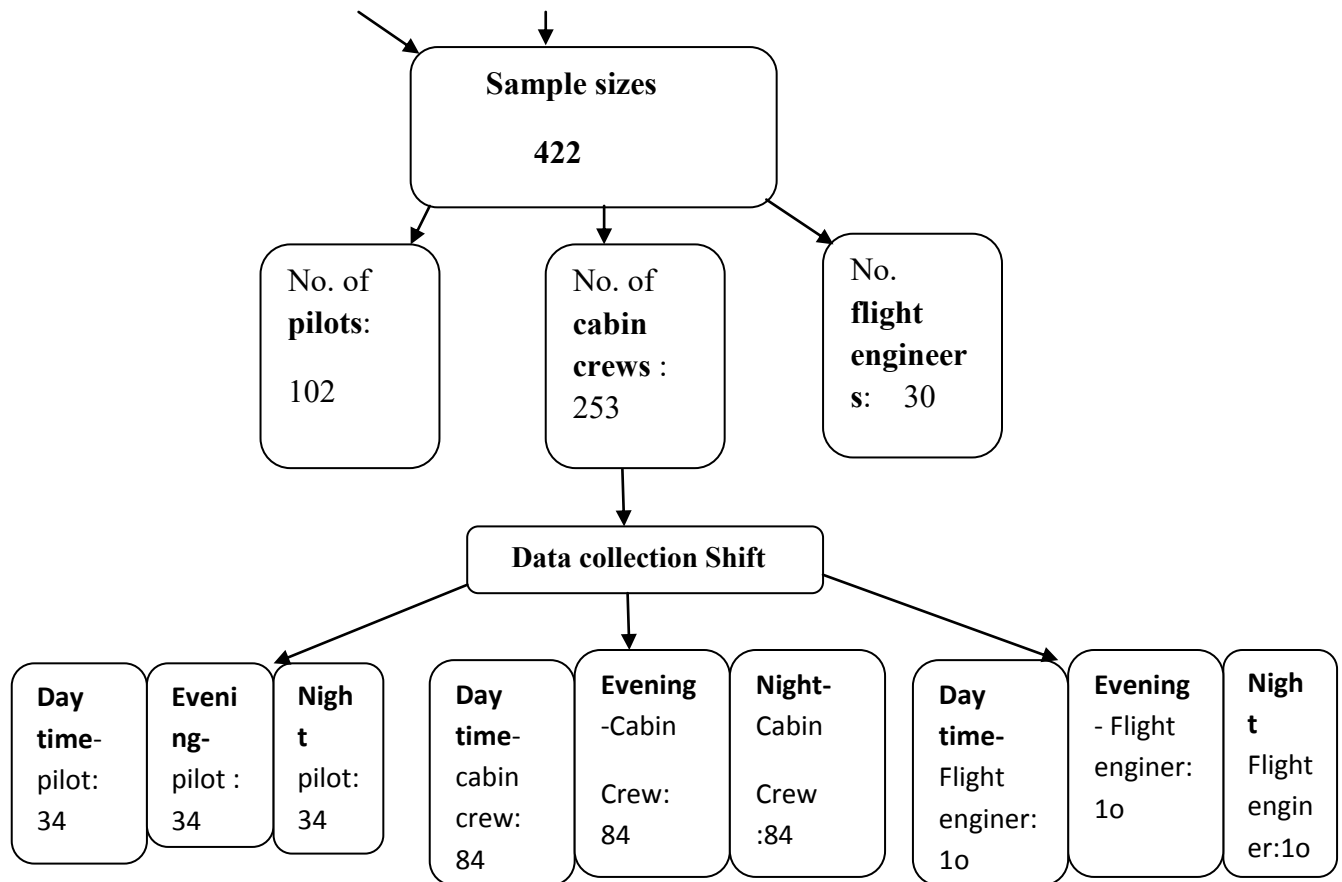 Sample sizes
422
No. of
pilots:
102
No. of
cabin
crews :
253
No.
flight
engineer
s: 30
Data collection Shift
Day
time-
pilot:
34
Eveni
ng-
pilot :
34
Nigh
t
pilot:
34
Day
time-
cabin
crew:
84
Evening
-Cabin
Crew:
84
Night-
Cabin
Crew
:84
Day
time-
Flight
enginer:
1o
Evening
- Flight
enginer:
1o
Nigh
t
Flight
engin
er:1o